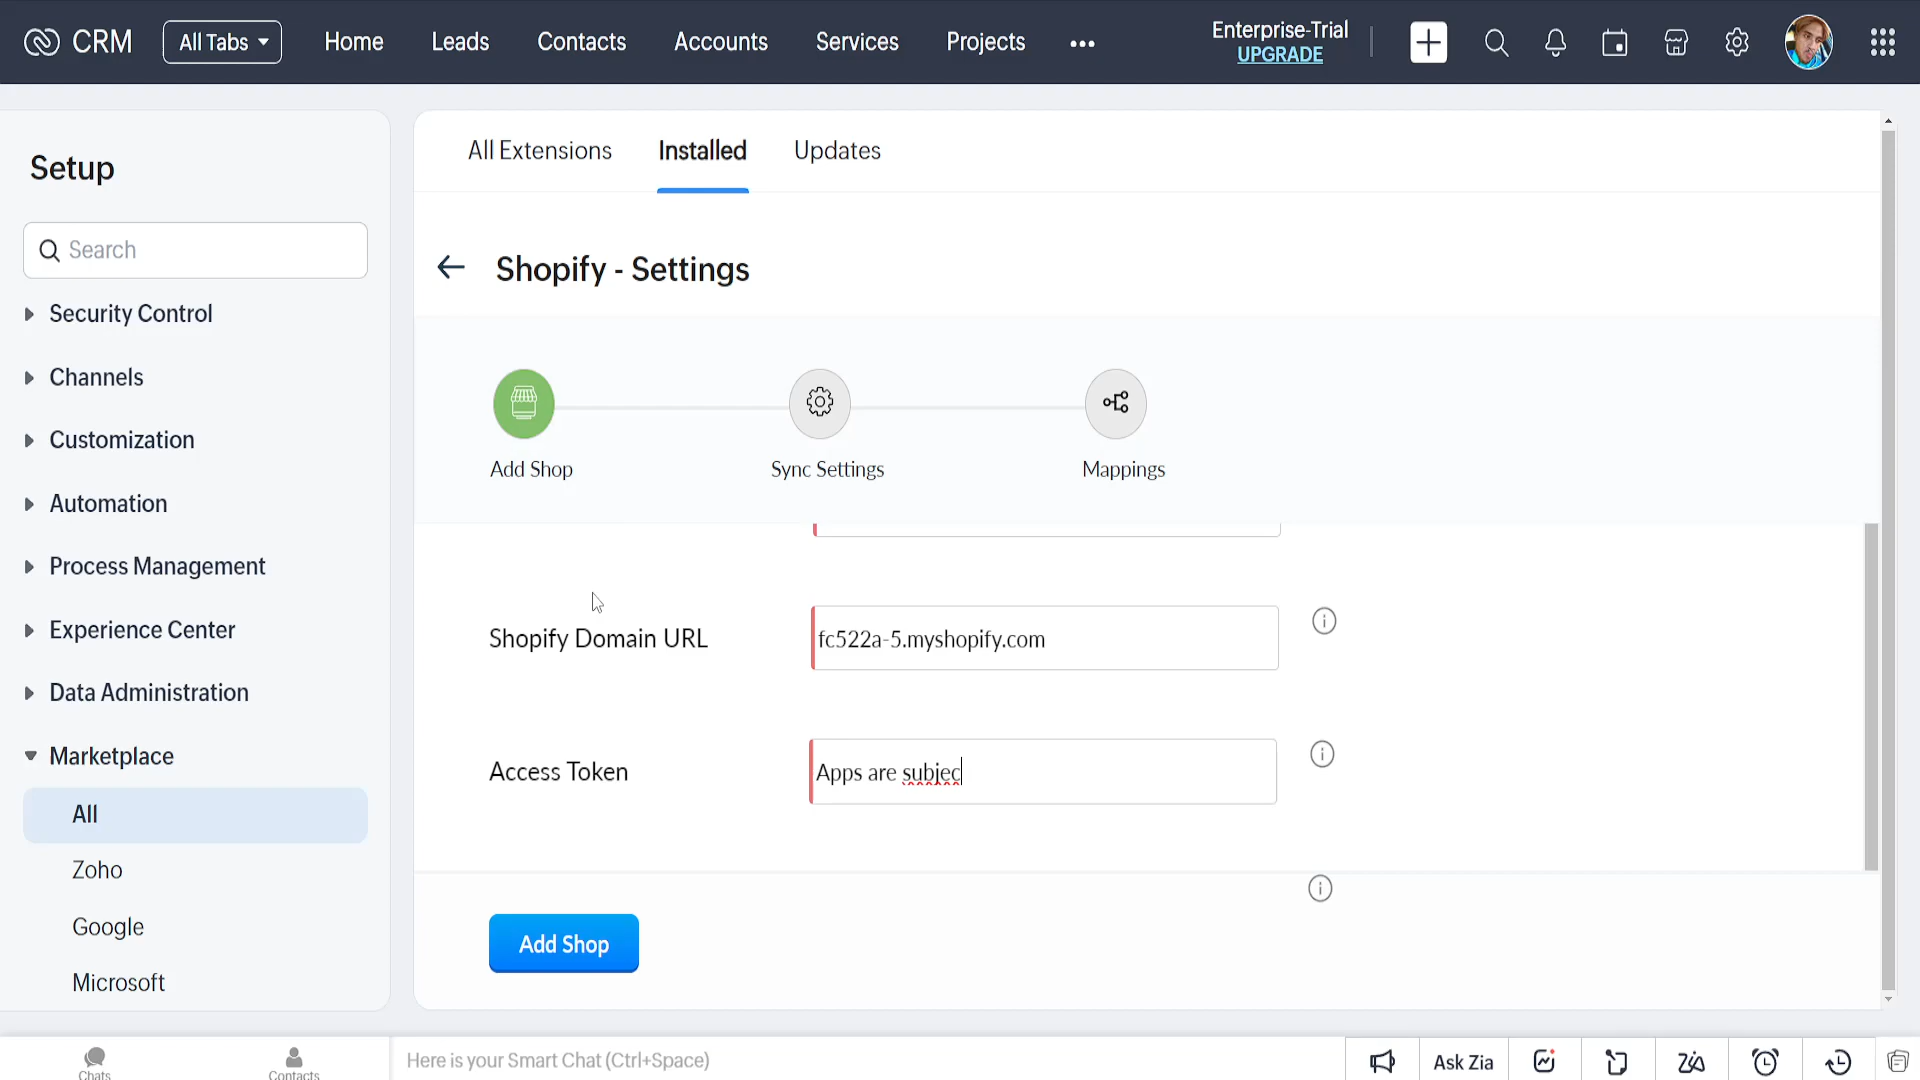 CRM
All Tabs
Home
Leads
Contacts
Accounts
Services
Projects
Enterprise-Trial
UPGRADE
Setup
Search
Security Control
Channels
Customization
Automation
Process Management
Experience Center
Data Administration
Marketplace
All
Zoho
Google
Microsoft
All Extensions
Installed
Updates
Shopify - Settings
Add Shop
Sync Settings
Mappings
Shopify Domain URL
fc522a-5.myshopify.com
Access Token
Apps are subjec
Add Shop
Chats
Contacts
Here is your Smart Chat (Ctrl+Space)
Ask Zia